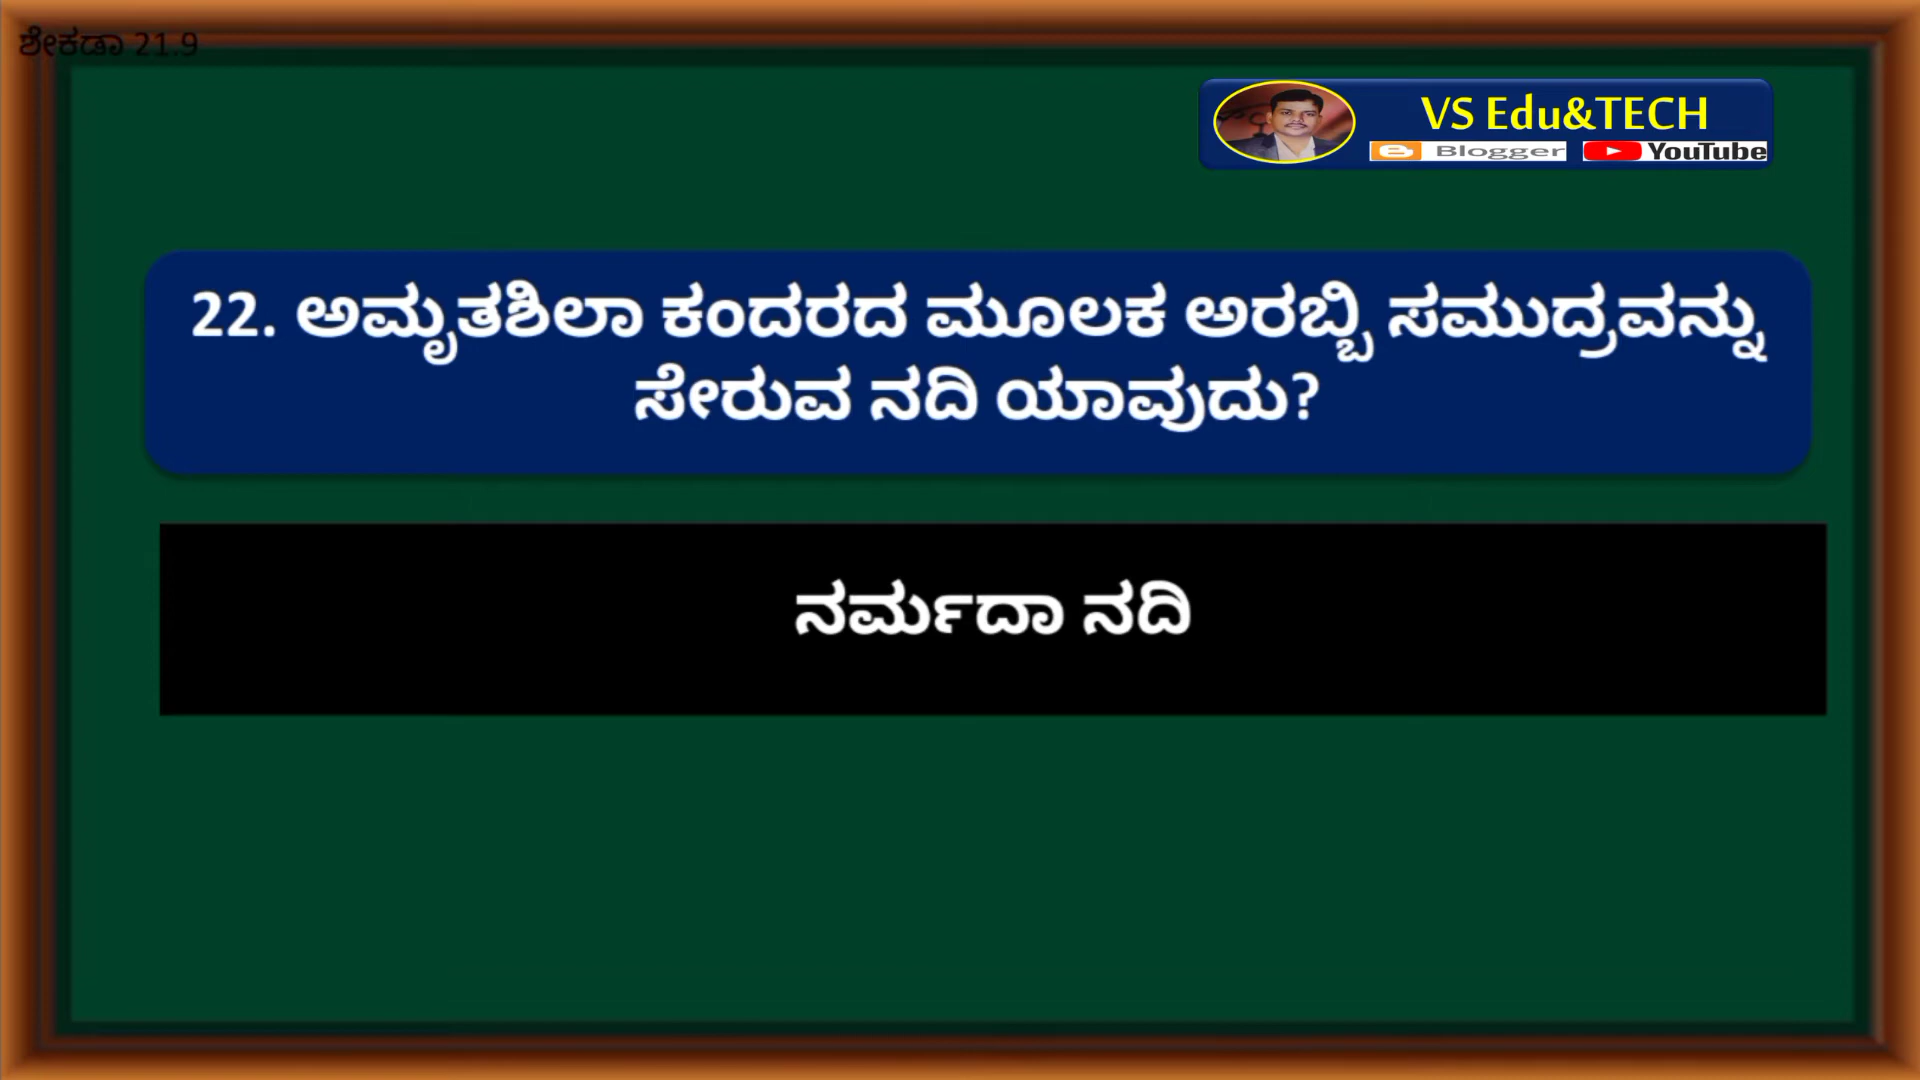 ಶೇಕಡಾ 21.9
VS Edu&TECH
Blogger YouTube
22. ಅಮೃತಶಿಲಾ ಕಂದರದ ಮೂಲಕ ಅರಬ್ಬಿ ಸಮುದ್ರವನ್ನು
ಸೇರುವ ನದಿ ಯಾವುದು?
ನರ್ಮದಾ ನದಿ